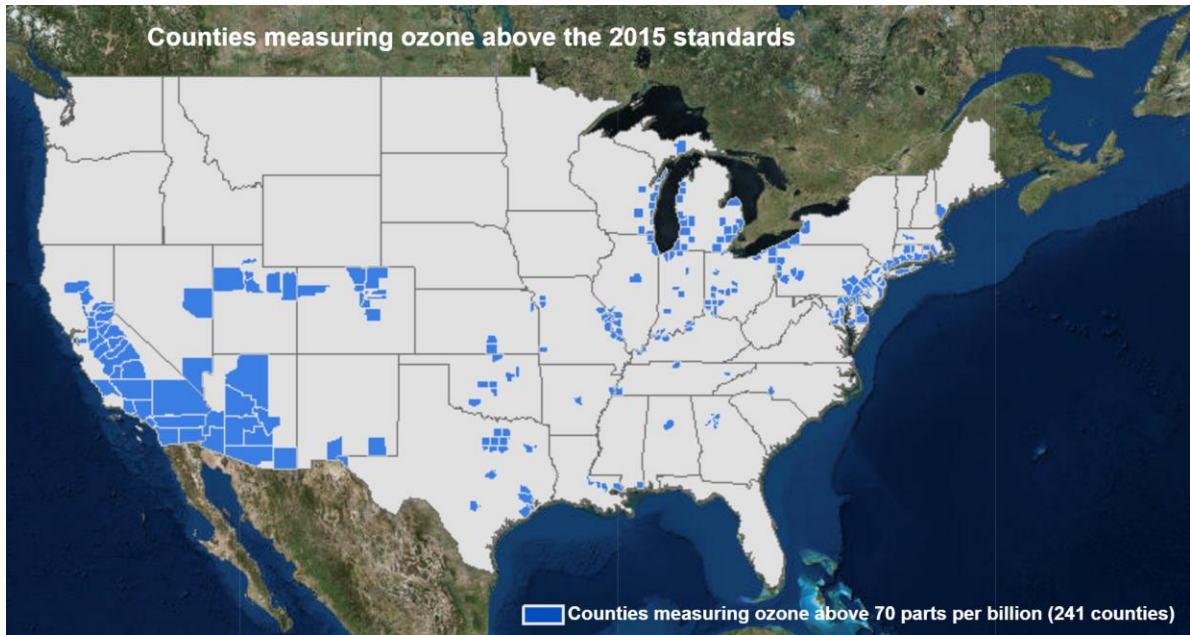 Counties measuring ozone above the 2015 standards
Counties measuring ozone above 70 parts per billion (241 counties)